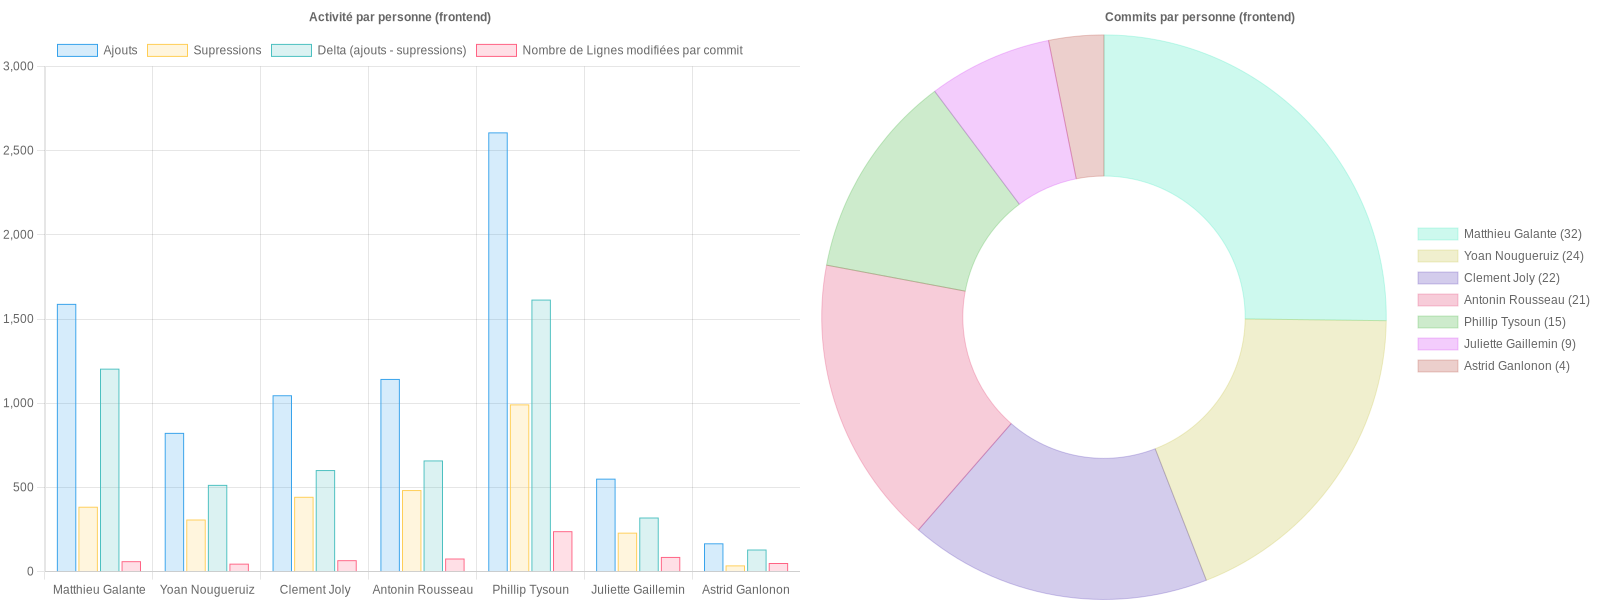 Activité par personne (frontend)
Ajouts
Supressions
Delta (ajouts - supressions)
Nombre de Lignes modifiées par commit
3,000
2,500
2,000
1,500
1,000
500
0
Matthieu Galante
Yoan Nougueruiz
Clement Joly
Antonin Rousseau
Phillip Tysoun
Juliette Gaillemin
Astrid Ganlonon
Commits par personne (frontend)
Matthieu Galante (32)
Yoan Nougueruiz (24)
Clement Joly (22)
Antonin Rousseau (21)
Phillip Tysoun (15)
Juliette Gaillemin (9)
Astrid Ganlonon (4)